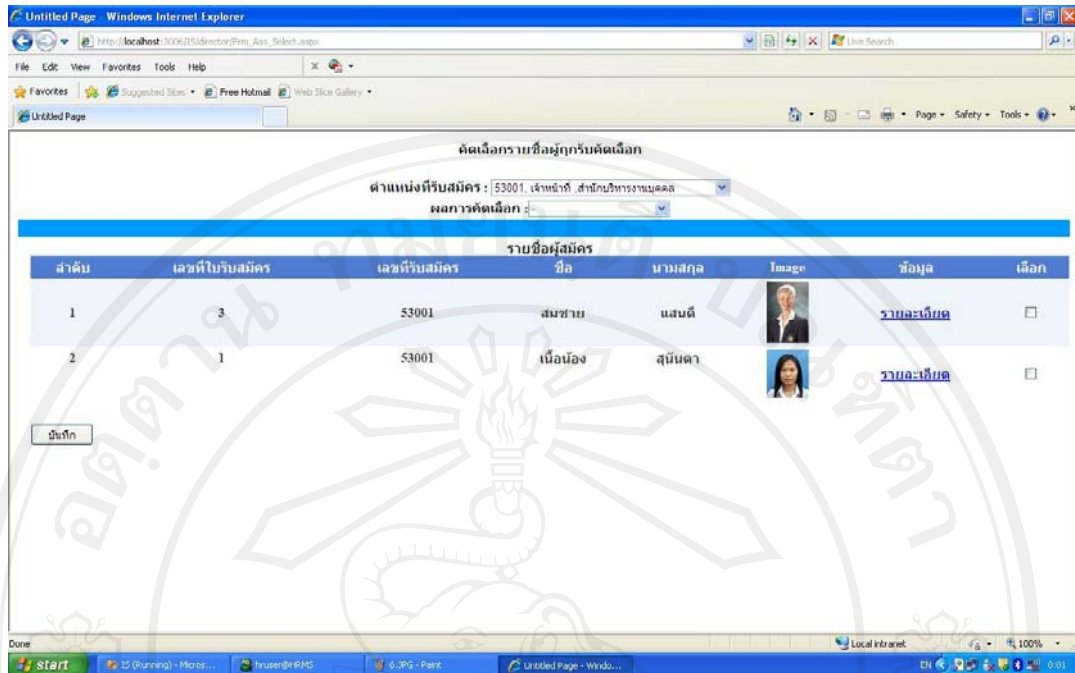 Untitled Page - Windows Internet Explorer
http://localhost:3006/IS/director/Frm_Ass_Select.aspx
Live Search
File Edit View Favorites Tools Help
Favorites Suggested Sites Free Hotmail Web Slice Gallery
Untitled Page
Page Safety Tools
คัดเลือกรายชื่อผู้ถูกรับคัดเลือก
ตำแหน่งที่รับสมัคร : 53001, เจ้าหน้าที่ ,สำนักบริหารงานบุคคล
ผลการคัดเลือก : -
รายชื่อผู้สมัคร
ลำดับ เลขที่ใบรับสมัคร เลขที่รับสมัคร ชื่อ นามสกุล Image ข้อมูล เลือก
1 3 53001 สมชาย แสนดี รายละเอียด
2 1 53001 เนื้อน้อง สุนันดา รายละเอียด
บันทึก
Done
Local intranet
100%
start
IS (Running) - Micros...
hruser@HRMS
6.JPG - Paint
Untitled Page - Windo...
EN
0:01